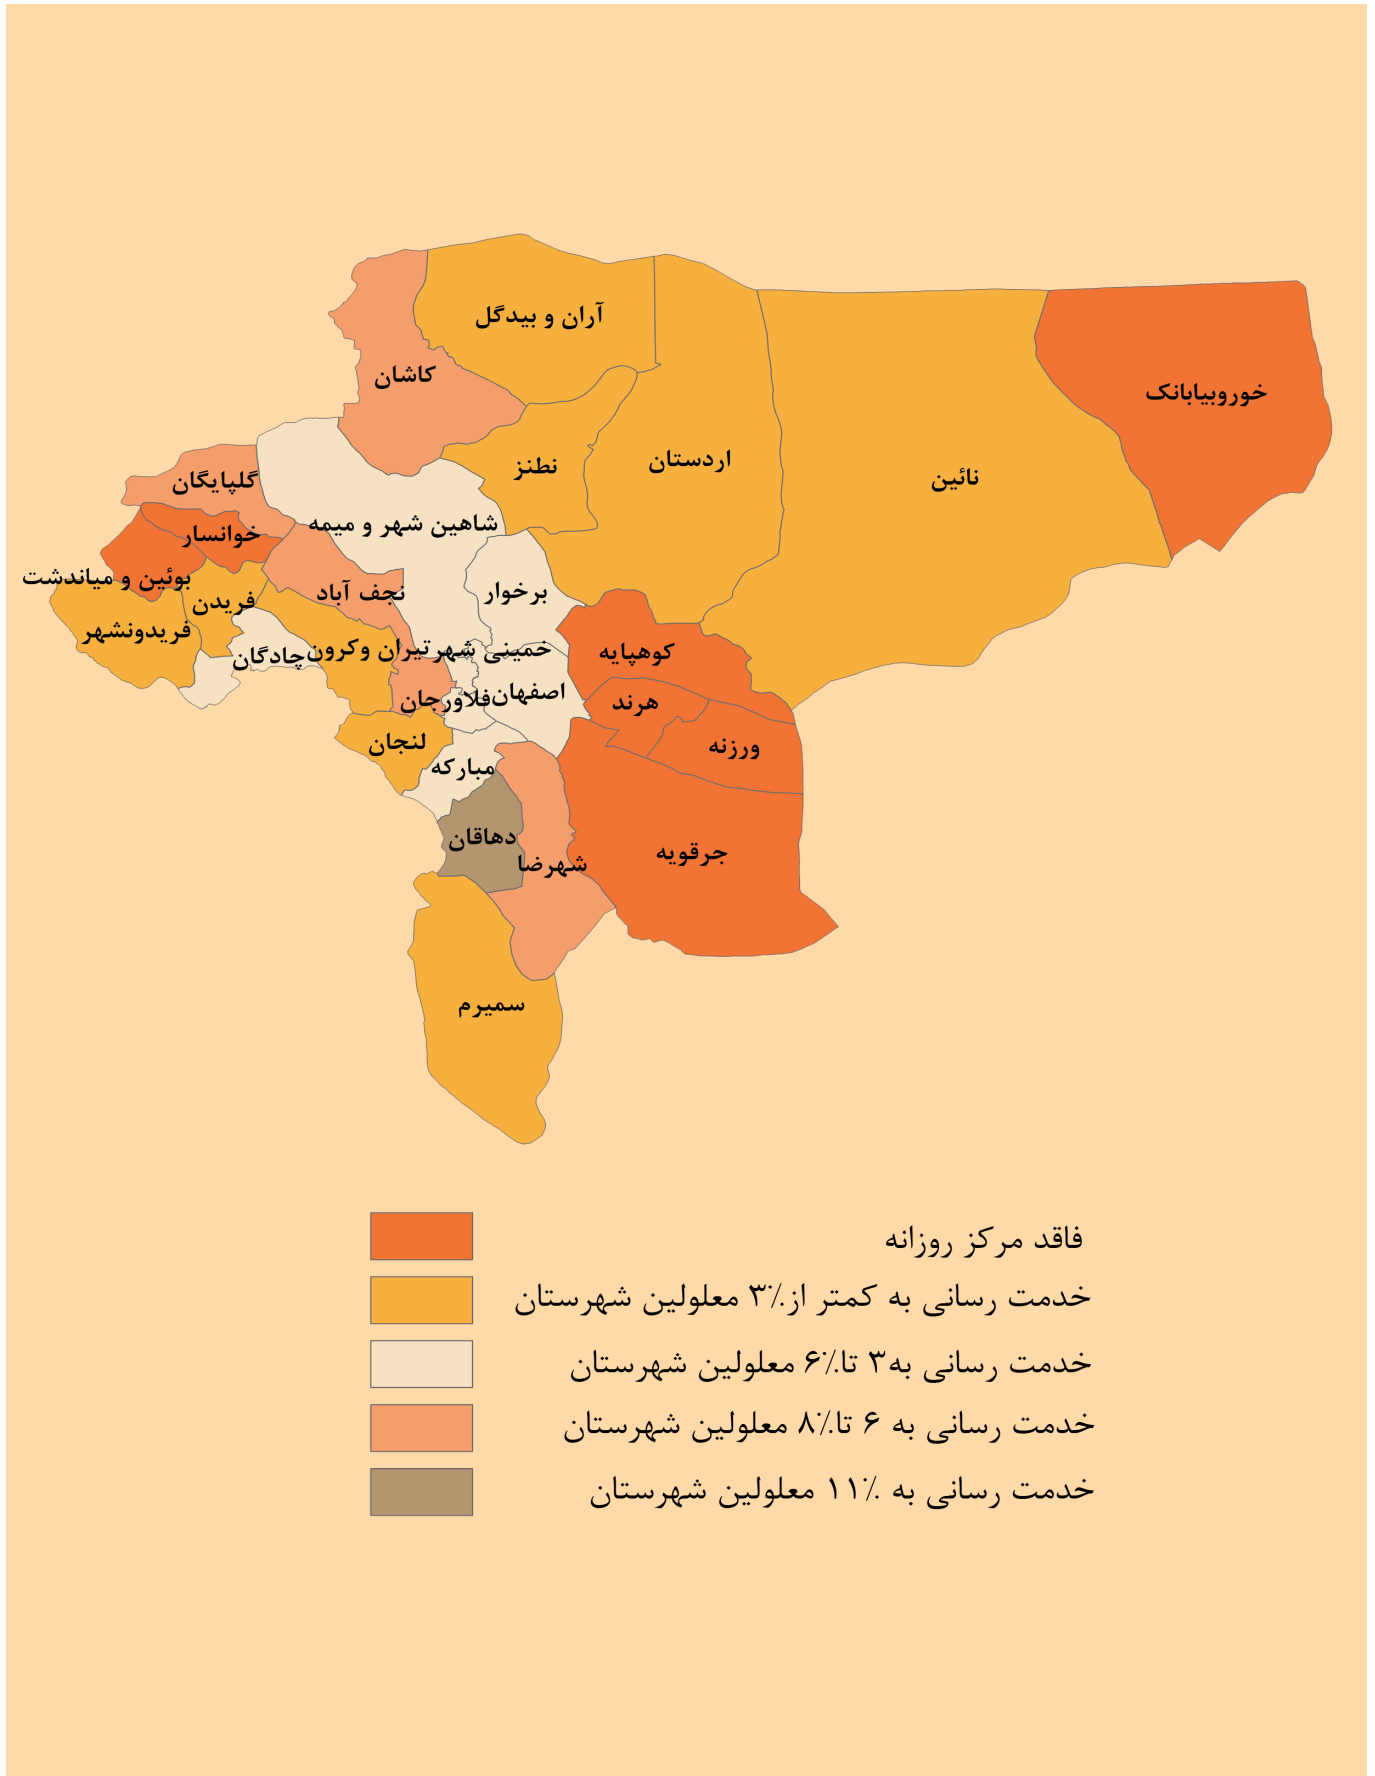 آران و بیدگل
کاشان
خوروبیابانک
اردستان
نطنز
نائین
گلپایگان
شاهین شهر و میمه
خوانسار
بوئین و میاندشت
نجف آباد
برخوار
فریدن
فریدونشهر
خمینی شهر
تیران وکرون
چادگان
کوهپایه
اصفهان
فلاورجان
هرند
لنجان
ورزنه
مبارکه
دهاقان
شهرضا
جرقویه
سمیرم
فاقد مرکز روزانه
خدمت رسانی به کمتر از٪۳ معلولین شهرستان
خدمت رسانی به۳ تا٪۶ معلولین شهرستان
خدمت رسانی به ۶ تا٪۸ معلولین شهرستان
خدمت رسانی به ٪۱۱ معلولین شهرستان